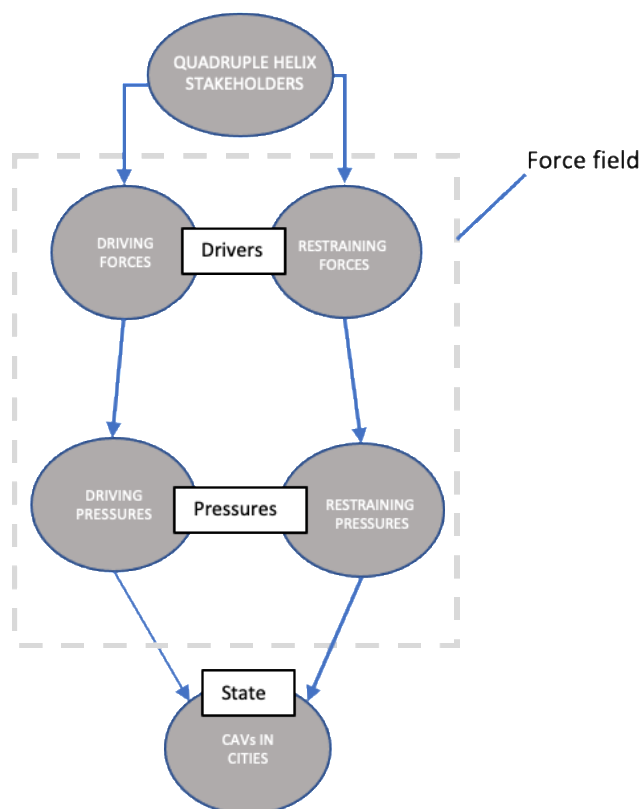 QUADRUPLE HELIX
STAKEHOLDERS
Force field
DRIVING
FORCES
Drivers
RESTRAINING
FORCES
DRIVING
PRESSURES
Pressures
RESTRAINING
PRESSURES
State
CAVs IN
CITIES